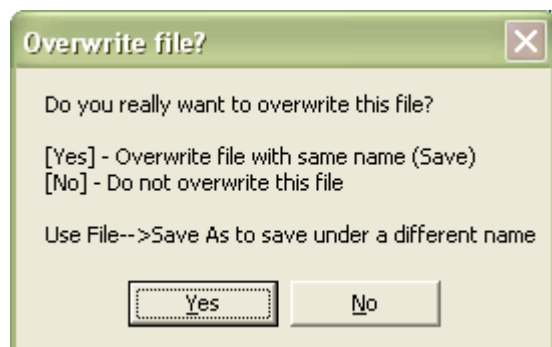 Overwrite file?
Do you really want to overwrite this file?
[Yes] - Overwrite file with same name (Save)
[No] - Do not overwrite this file
Use File-->Save As to save under a different name
Yes
No